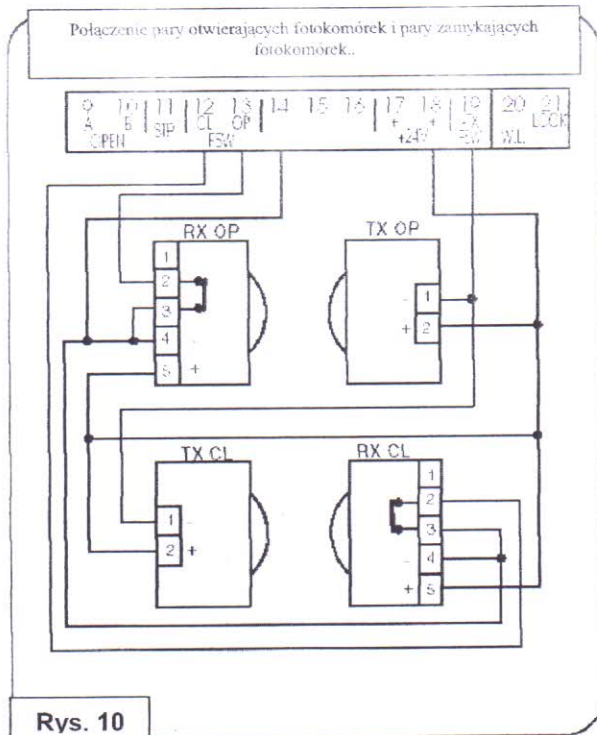 Połączenie pary otwierających fotokomórek i pary zamykających
fotokomórek..
9 10 11 12 13 14 15 16 17 18 19 20 21
A B STP CL OP + + -TX W.L. LOCK
OPEN FSW +24V FSW
RX OP
1
2
3
4 -
5 +
TX OP
- 1
+ 2
TX CL
1 -
2 +
RX CL
1
2
3
- 4
+ 5
Rys. 10